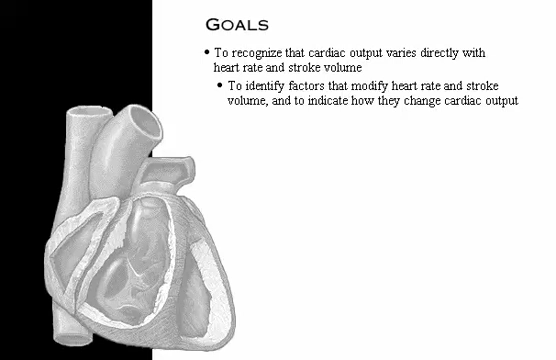 GOALS
• To recognize that cardiac output varies directly with
heart rate and stroke volume
• To identify factors that modify heart rate and stroke
volume, and to indicate how they change cardiac output